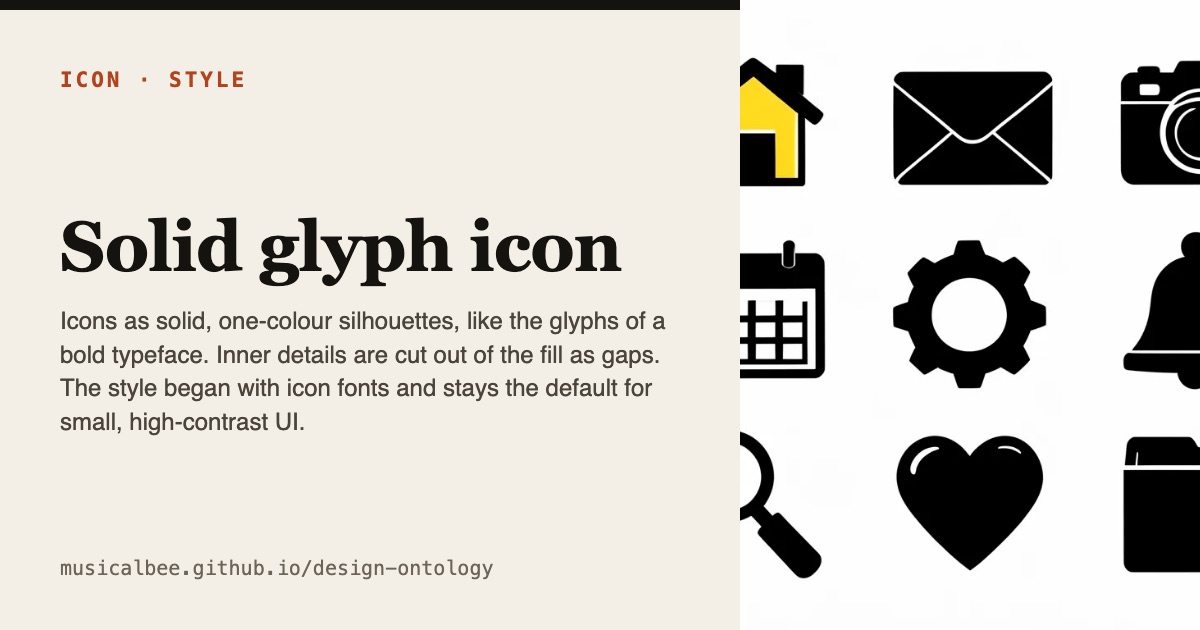 ICON · STYLE
Solid glyph icon
Icons as solid, one-colour silhouettes, like the glyphs of a
bold typeface. Inner details are cut out of the fill as gaps.
The style began with icon fonts and stays the default for
small, high-contrast UI.
musicalbee.github.io/design-ontology